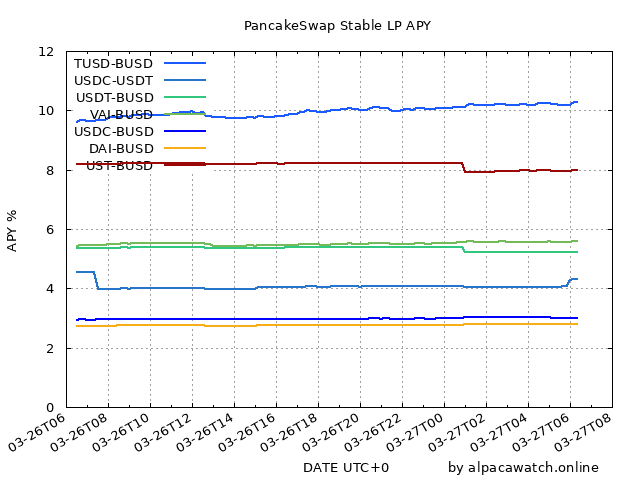 PancakeSwap Stable LP APY
12
10
8
6
4
2
0
APY %
TUSD-BUSD
USDC-USDT
USDT-BUSD
VAI-BUSD
USDC-BUSD
DAI-BUSD
UST-BUSD
03-26T06
03-26T08
03-26T10
03-26T12
03-26T14
03-26T16
03-26T18
03-26T20
03-26T22
03-27T00
03-27T02
03-27T04
03-27T06
03-27T08
DATE UTC+0
by alpacawatch.online